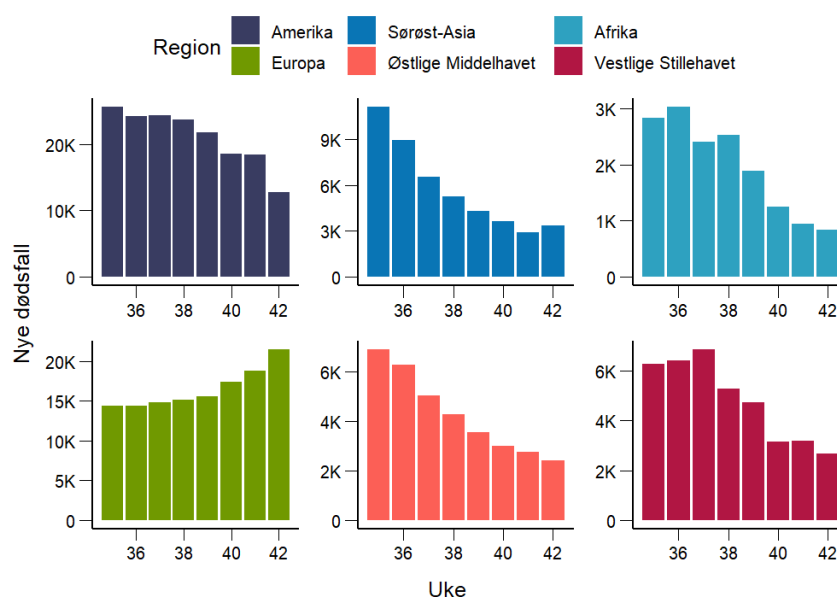 Region
Amerika
Sørøst-Asia
Afrika
Europa
Østlige Middelhavet
Vestlige Stillehavet
Nye dødsfall
20K
10K
0
36 38 40 42
9K
6K
3K
0
36 38 40 42
3K
2K
1K
0
36 38 40 42
20K
15K
10K
5K
0
36 38 40 42
6K
4K
2K
0
36 38 40 42
6K
4K
2K
0
36 38 40 42
Uke